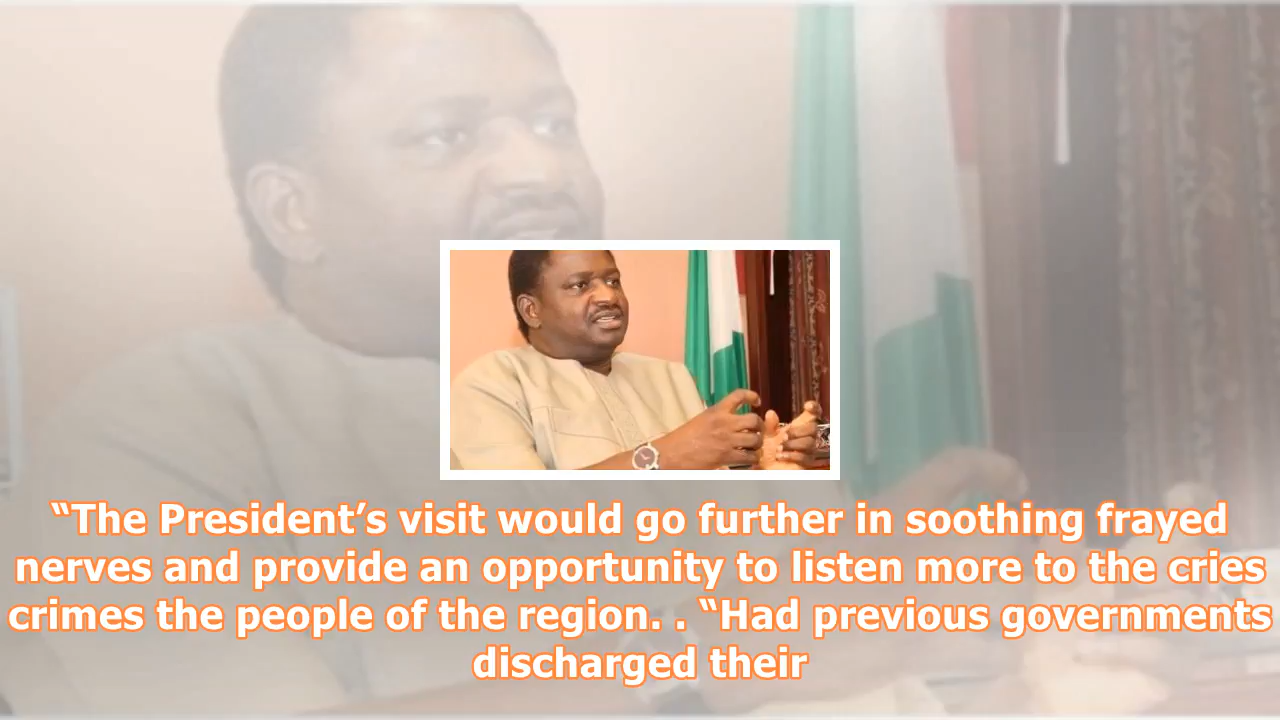 “The President’s visit would go further in soothing frayed
nerves and provide an opportunity to listen more to the cries
crimes the people of the region. . “Had previous governments
discharged their